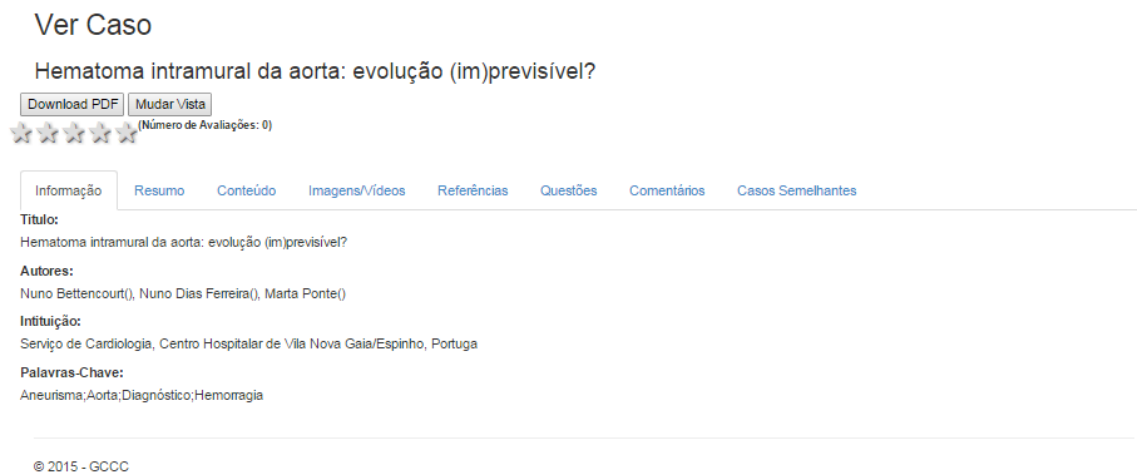 Ver Caso
Hematoma intramural da aorta: evolução (im)previsível?
Download PDF Mudar Vista
(Número de Avaliações: 0)
Informação Resumo Conteúdo Imagens/Vídeos Referências Questões Comentários Casos Semelhantes
Titulo:
Hematoma intramural da aorta: evolução (im)previsível?
Autores:
Nuno Bettencourt(), Nuno Dias Ferreira(), Marta Ponte()
Intituição:
Serviço de Cardiologia, Centro Hospitalar de Vila Nova Gaia/Espinho, Portuga
Palavras-Chave:
Aneurisma;Aorta;Diagnóstico;Hemorragia
© 2015 - GCCC